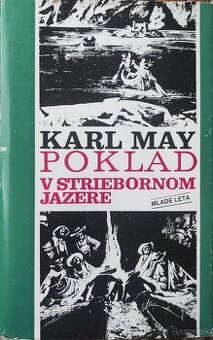 KARL MAY
POKLAD
V STRIEBORNOM
JAZERE
MLADÉ LETÁ